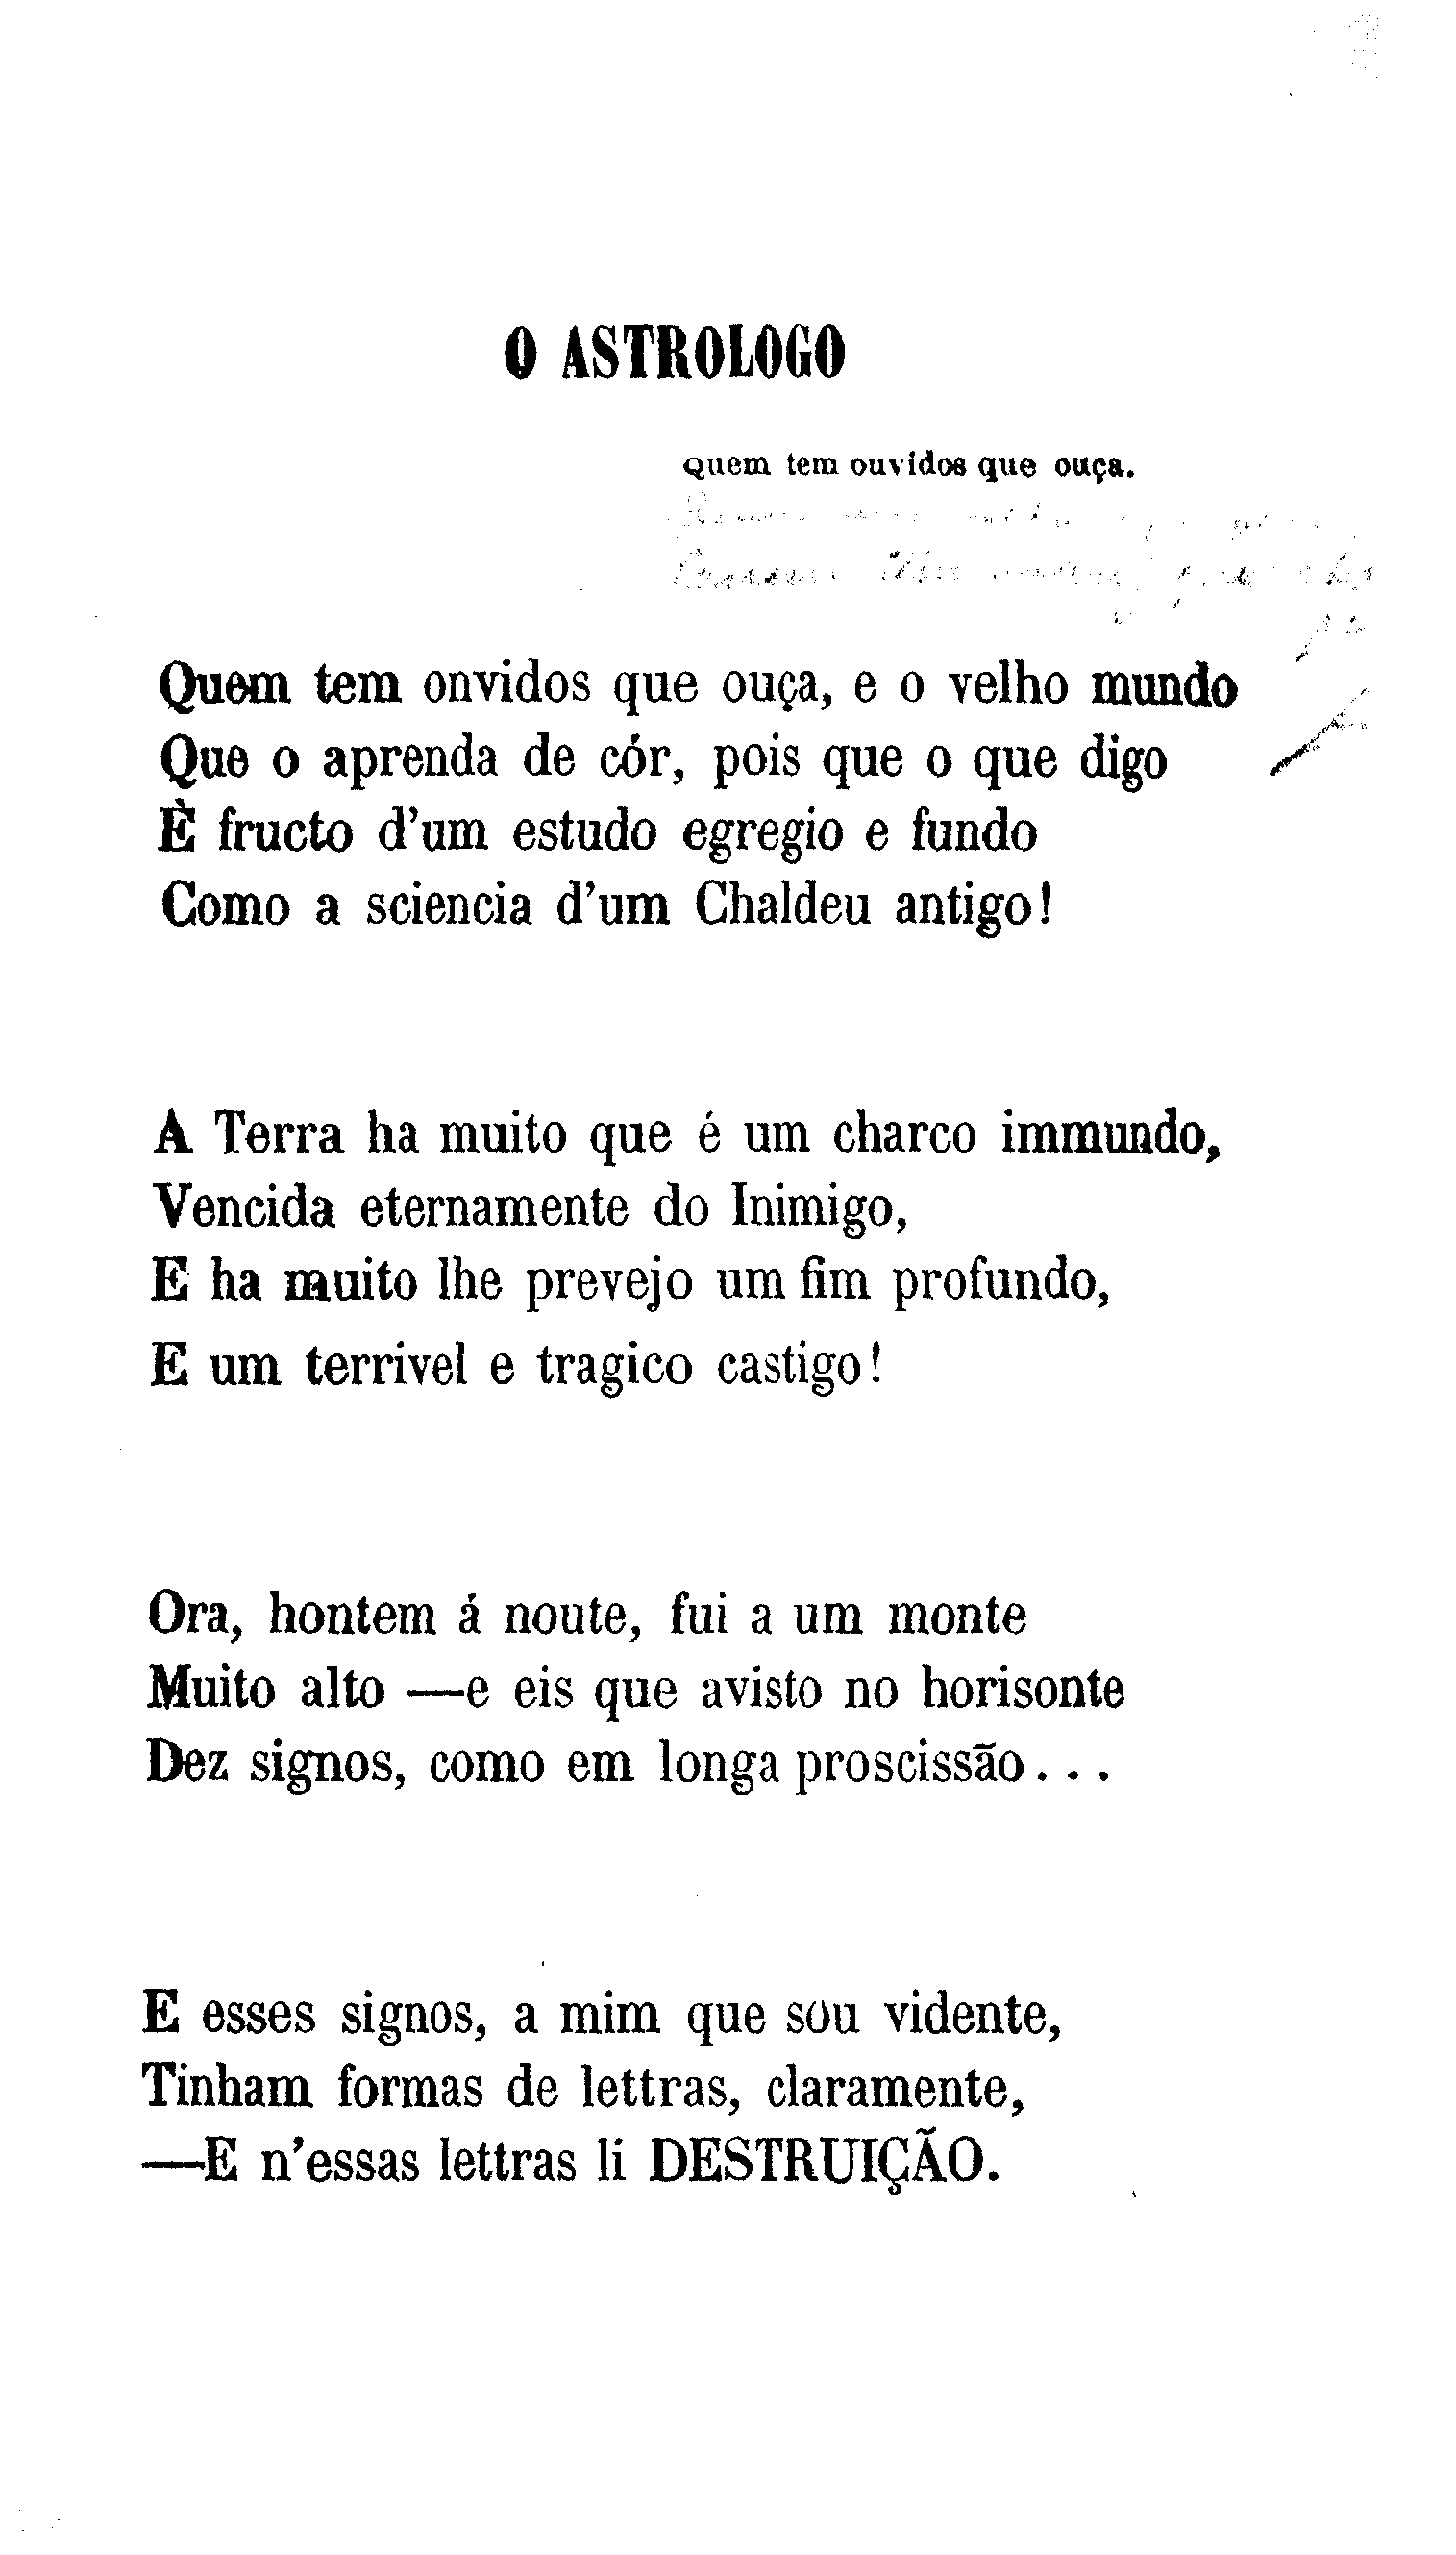 O ASTROLOGO
Quem tem ouvidos que ouça.
Quem tem onvidos que ouça, e o velho mundo
Que o aprenda de cór, pois que o que digo
È fructo d'um estudo egregio e fundo
Como a sciencia d'um Chaldeu antigo!
A Terra ha muito que é um charco immundo,
Vencida eternamente do Inimigo,
E ha muito lhe prevejo um fim profundo,
E um terrivel e tragico castigo!
Ora, hontem á noute, fui a um monte
Muito alto —e eis que avisto no horisonte
Dez signos, como em longa proscissão...
E esses signos, a mim que sou vidente,
Tinham formas de lettras, claramente,
—E n'essas lettras li DESTRUIÇÃO.